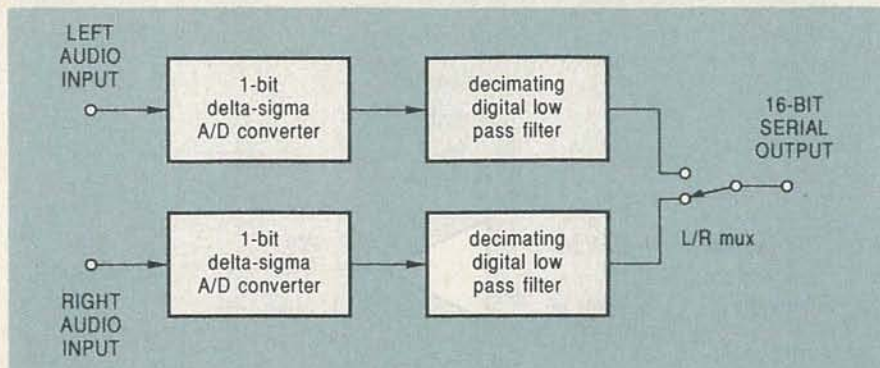 LEFT
AUDIO
INPUT
1-bit
delta-sigma
A/D converter
decimating
digital low
pass filter
16-BIT
SERIAL
OUTPUT
L/R mux
1-bit
delta-sigma
A/D converter
decimating
digital low
pass filter
RIGHT
AUDIO
INPUT